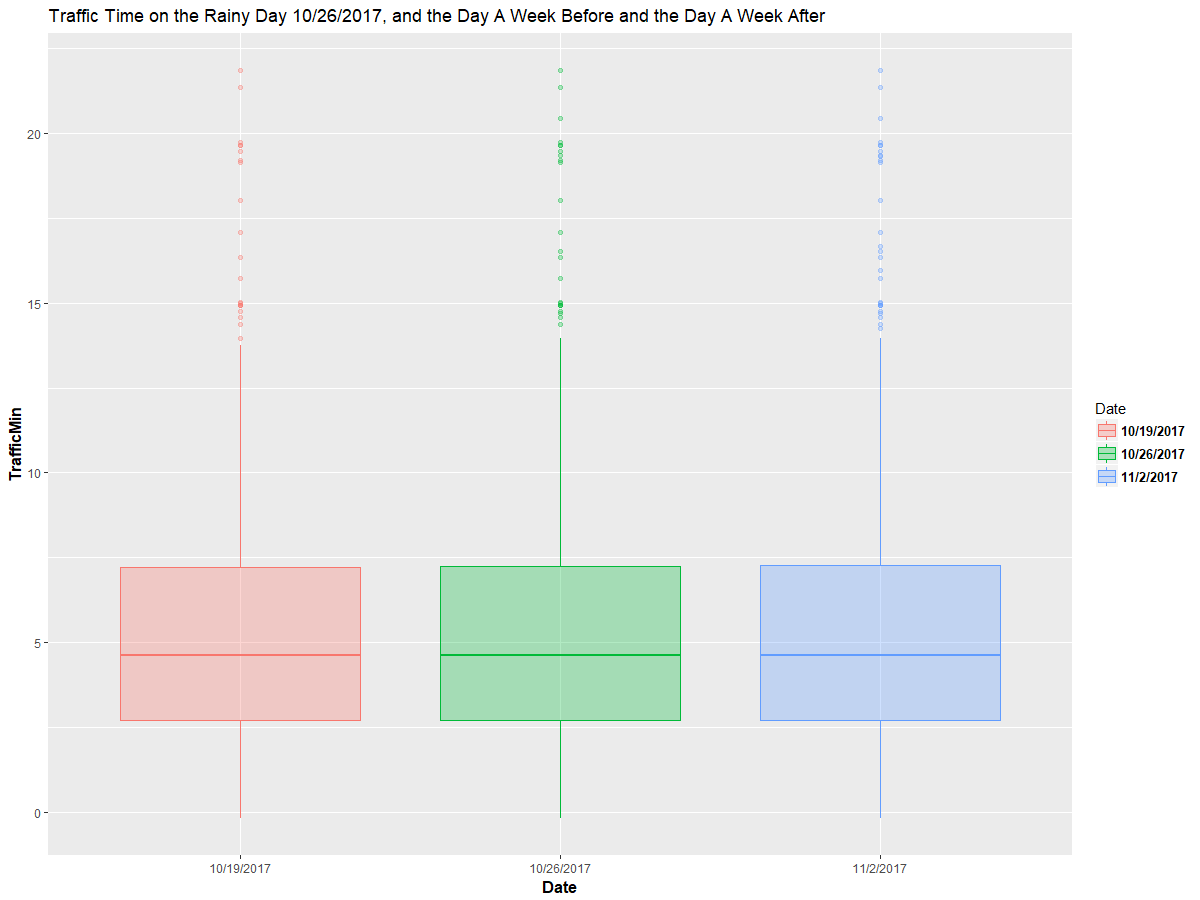 Traffic Time on the Rainy Day 10/26/2017, and the Day A Week Before and the Day A Week After
20
15
10
5
0
TrafficMin
10/19/2017
10/26/2017
11/2/2017
Date
Date
10/19/2017
10/26/2017
11/2/2017